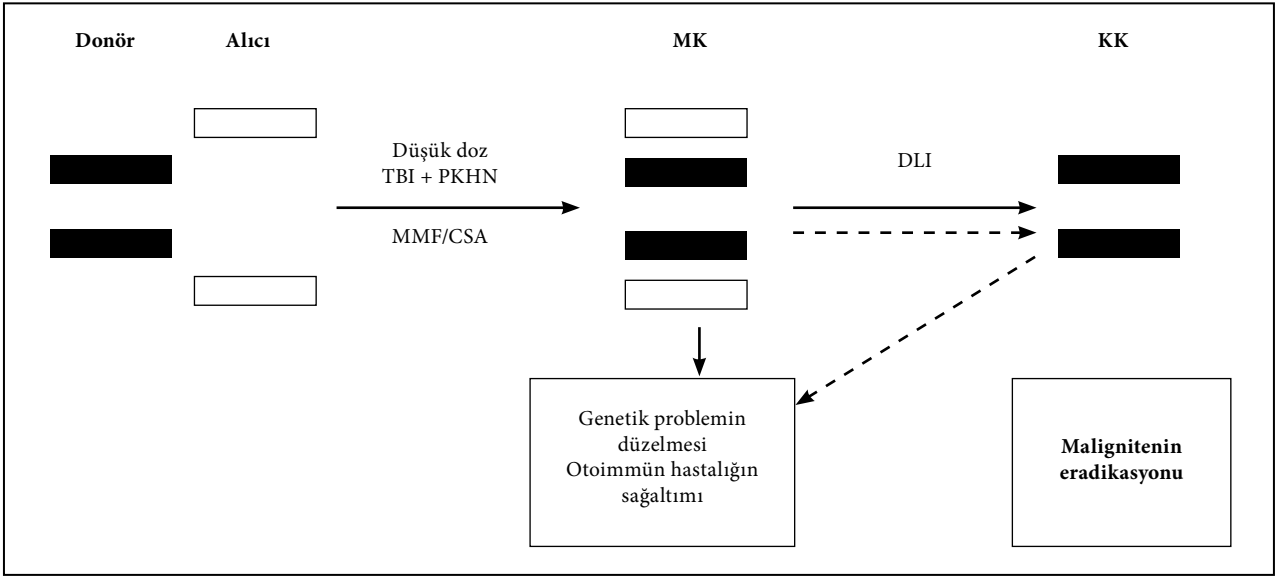 Donör
Alıcı
MK
KK
Düşük doz
TBI + PKHN
MMF/CSA
DLI
Genetik problemin
düzelmesi
Otoimmün hastalığın
sağaltımı
Malignitenin
eradikasyonu